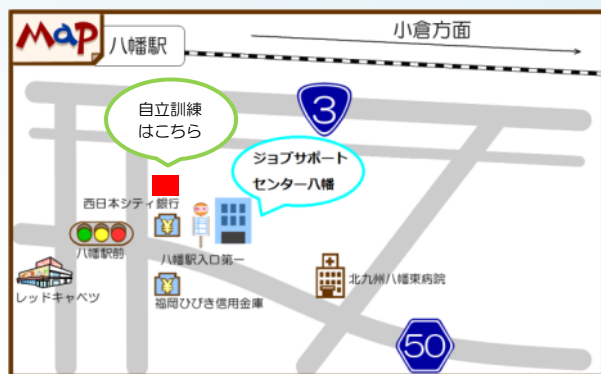 MaP
八幡駅
小倉方面
自立訓練
はこちら
3
ジョブサポート
センター八幡
西日本シティ銀行
八幡駅前
八幡駅入口第一
レッドキャベツ
福岡ひびき信用金庫
北九州八幡東病院
50